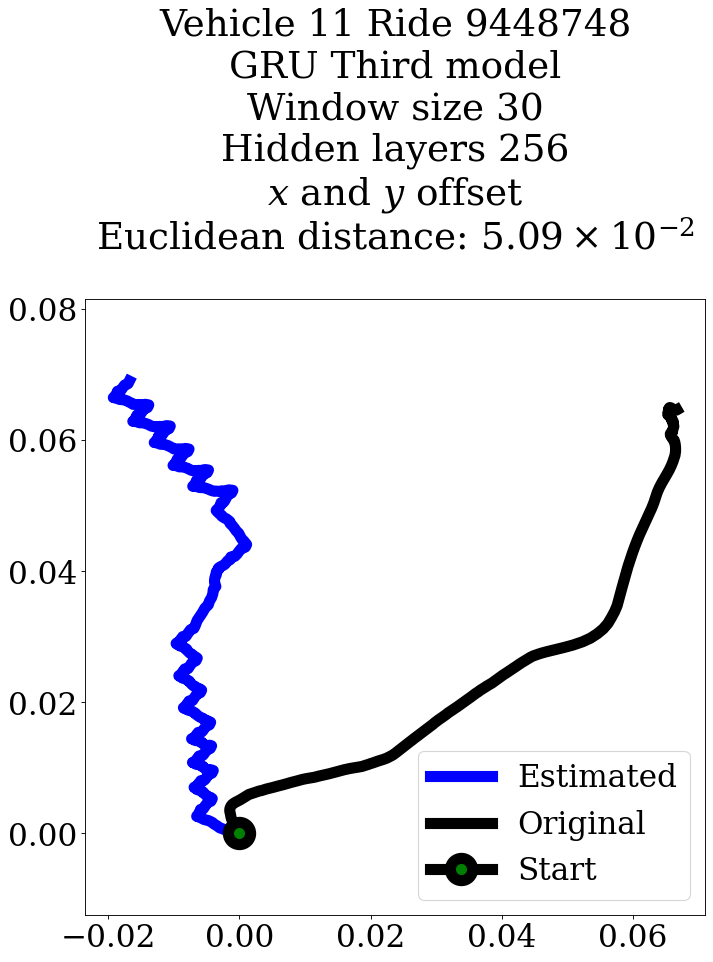 Vehicle 11 Ride 9448748
GRU Third model
Window size 30
Hidden layers 256
x and y offset
Euclidean distance: 5.09 × 10⁻²
0.08
0.06
0.04
0.02
0.00
Estimated
Original
Start
−0.02 0.00 0.02 0.04 0.06